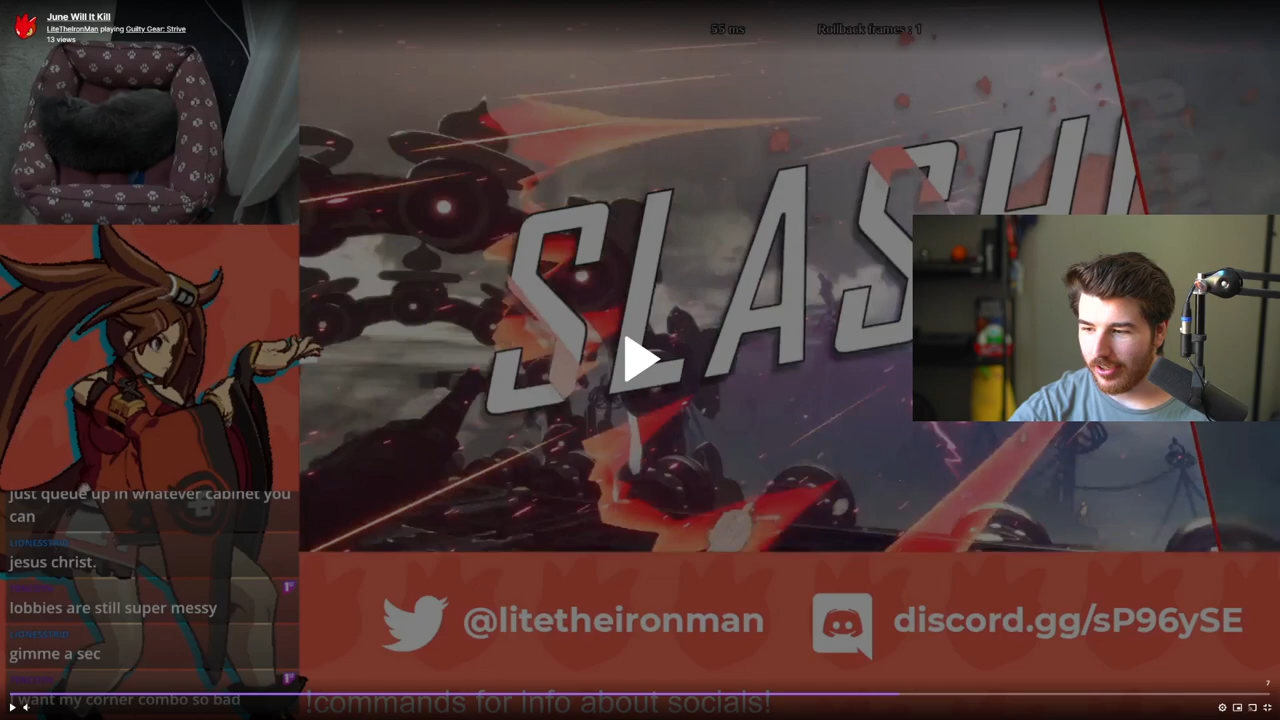 June Will It Kill
LiteTheIronMan playing Guilty Gear: Strive
13 views
55 ms
Rollback frames : 1
SLASH
just queue up in whatever cabinet you
can
LIONESSTRID
jesus christ.
lobbies are still super messy
LIONESSTRID
gimme a sec
I want my corner combo so bad
@litetheironman
discord.gg/sP96ySE
!commands for info about socials!
7